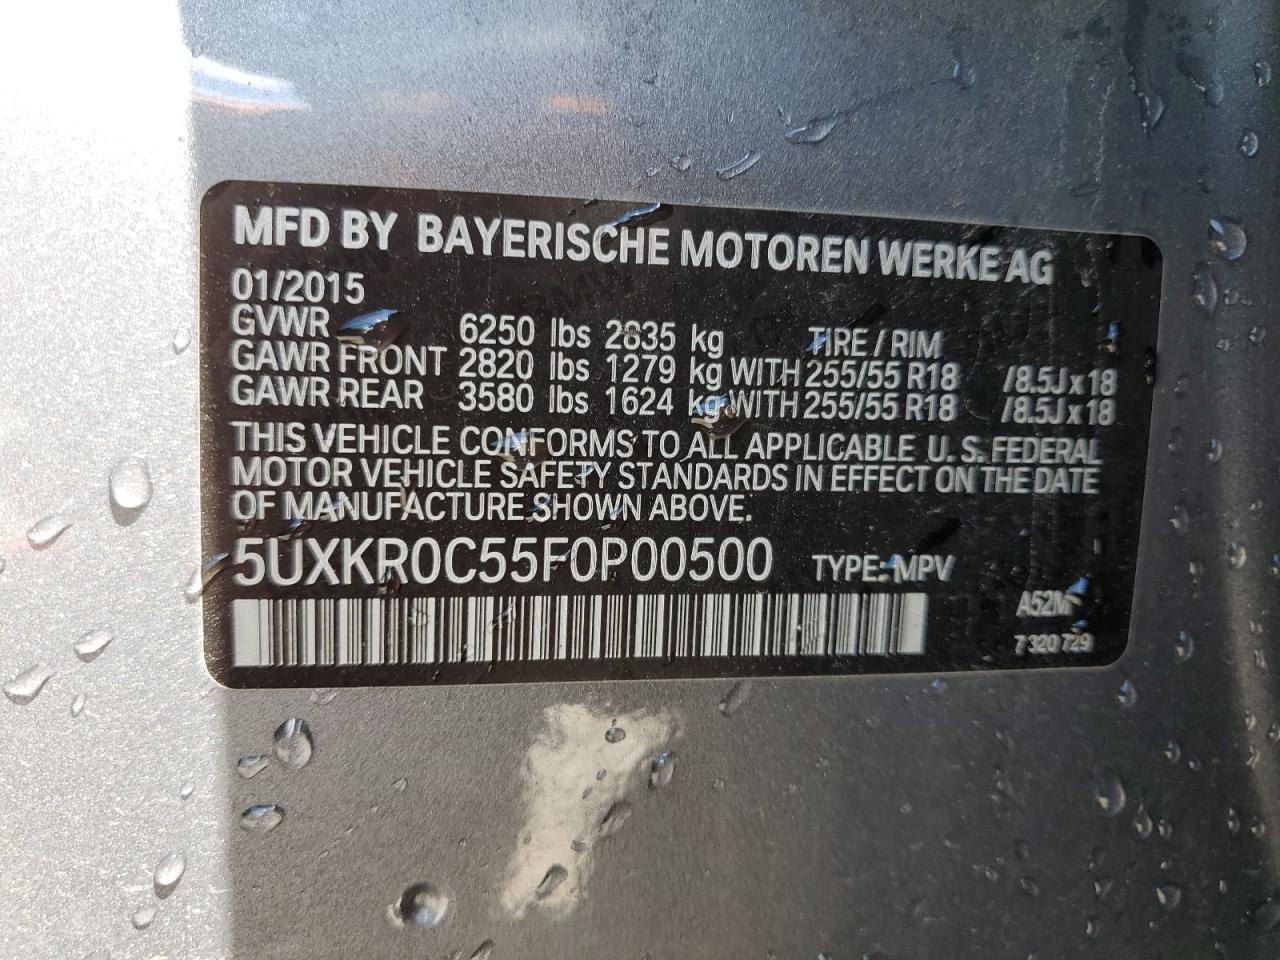 MFD BY BAYERISCHE MOTOREN WERKE AG
01/2015
GVWR 6250 lbs 2835 kg TIRE / RIM
GAWR FRONT 2820 lbs 1279 kg WITH 255/55 R18 /8.5J x 18
GAWR REAR 3580 lbs 1624 kg WITH 255/55 R18 /8.5J x 18
THIS VEHICLE CONFORMS TO ALL APPLICABLE U.S. FEDERAL
MOTOR VEHICLE SAFETY STANDARDS IN EFFECT ON THE DATE
OF MANUFACTURE SHOWN ABOVE.
5UXKR0C55F0P00500 TYPE: MPV
A52M
7 320 729